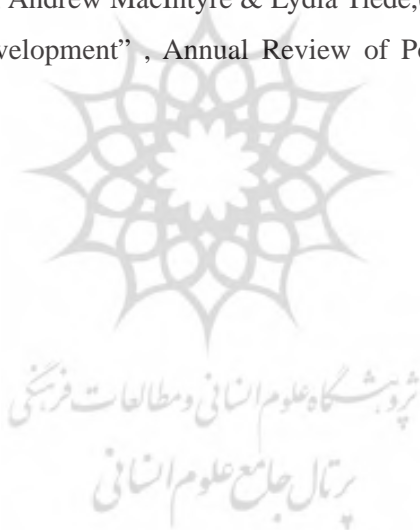 Andrew MacIntyre & Lydia Tiede,
velopment” , Annual Review of Po
پژوهشگاه علوم انسانی و مطالعات فرهنگی
پرتال جامع علوم انسانی